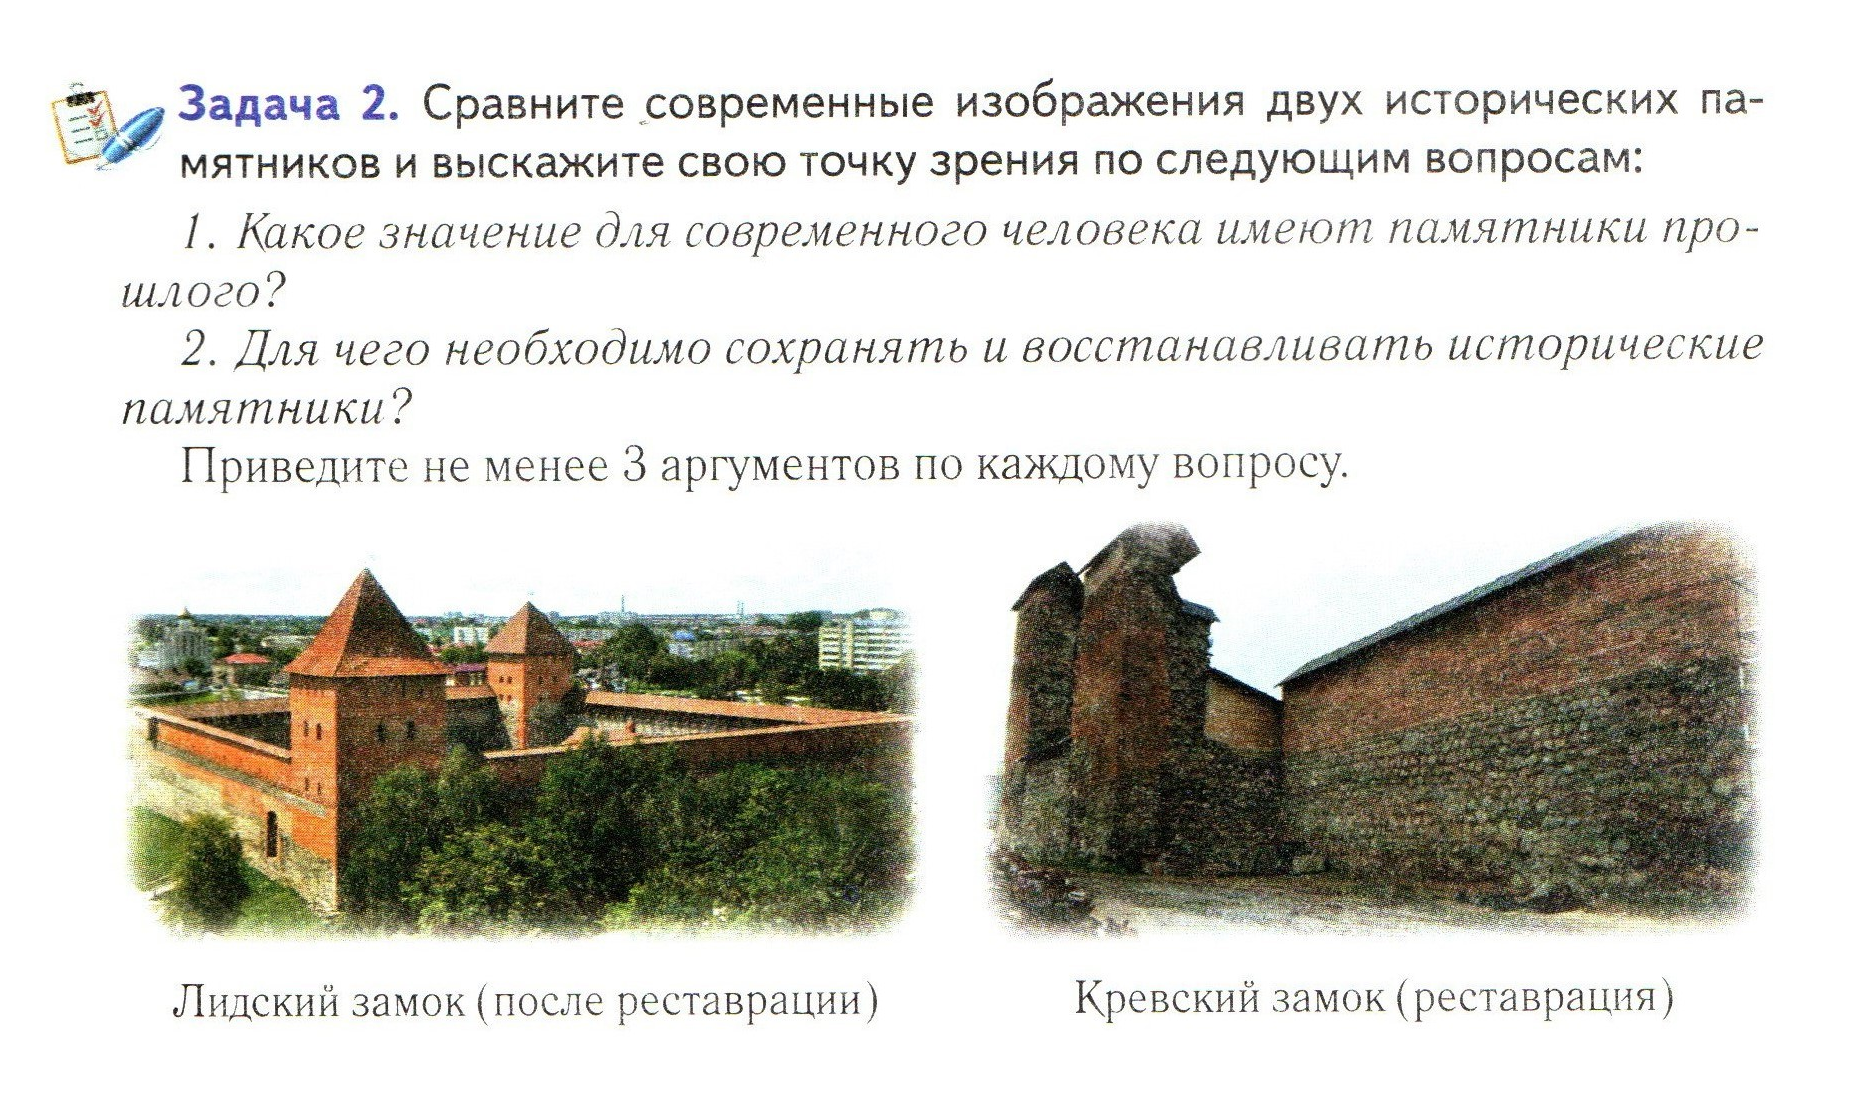 Задача 2. Сравните современные изображения двух исторических па-
мятников и выскажите свою точку зрения по следующим вопросам:
1. Какое значение для современного человека имеют памятники про-
шлого?
2. Для чего необходимо сохранять и восстанавливать исторические
памятники?
Приведите не менее 3 аргументов по каждому вопросу.
Лидский замок (после реставрации)
Кревский замок (реставрация)